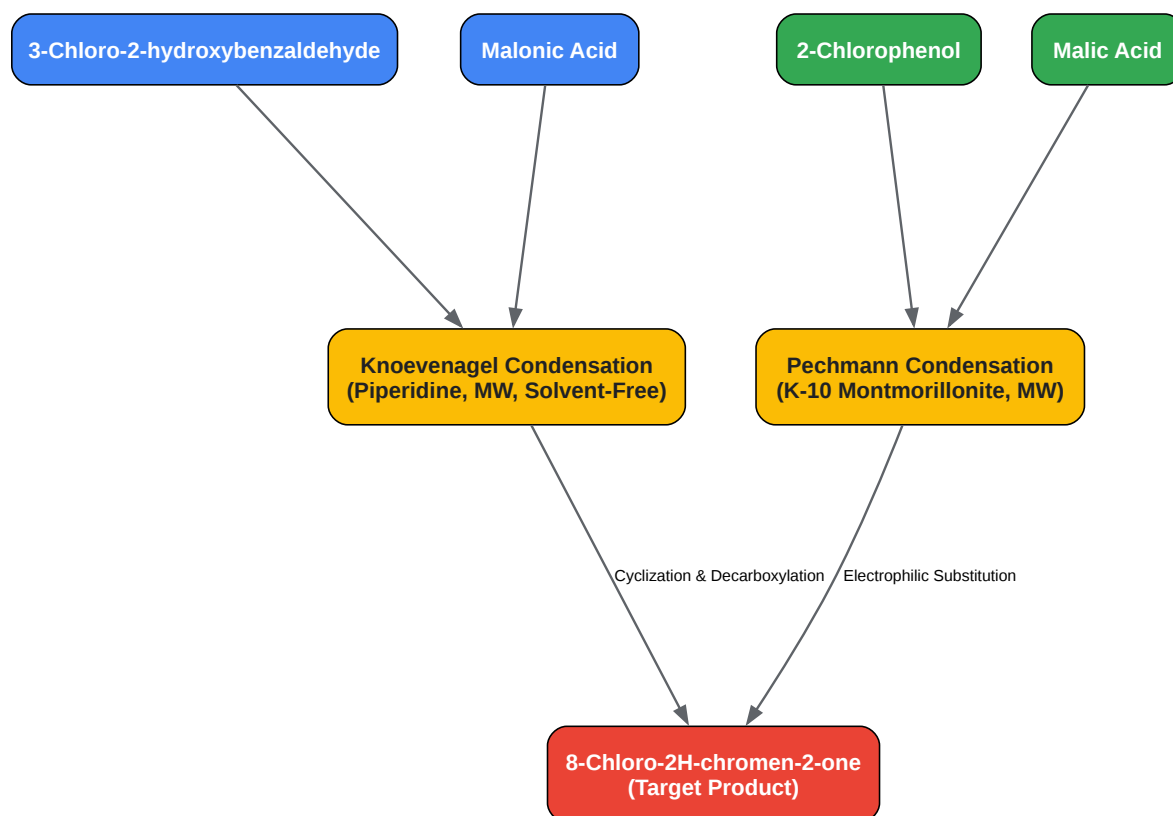 3-Chloro-2-hydroxybenzaldehyde
Malonic Acid
2-Chlorophenol
Malic Acid
Knoevenagel Condensation
(Piperidine, MW, Solvent-Free)
Pechmann Condensation
(K-10 Montmorillonite, MW)
Cyclization & Decarboxylation
Electrophilic Substitution
8-Chloro-2H-chromen-2-one
(Target Product)